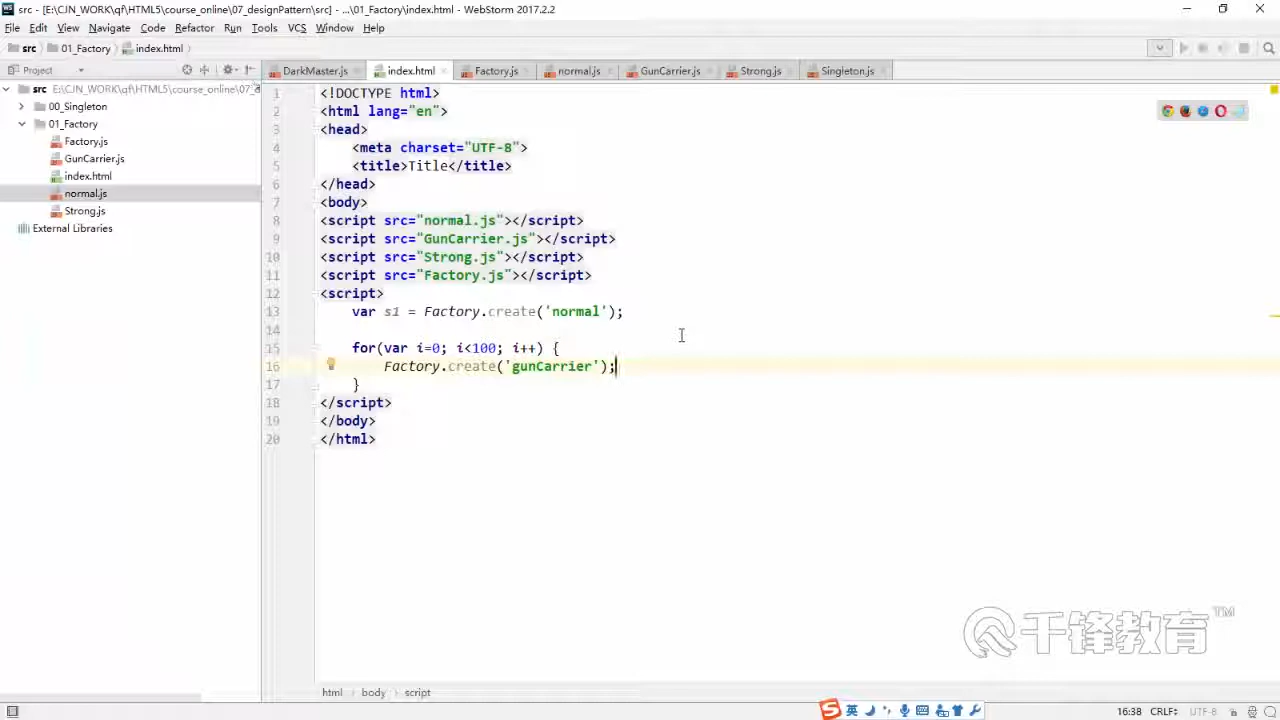 src - [E:\CJN_WORK\qf\HTML5\course_online\07_designPattern\src] - ...\01_Factory\index.html - WebStorm 2017.2.2
File Edit View Navigate Code Refactor Run Tools VCS Window Help
src 01_Factory index.html
Project
DarkMaster.js index.html Factory.js normal.js GunCarrier.js Strong.js Singleton.js
src E:\CJN_WORK\qf\HTML5\course_online\07_
00_Singleton
01_Factory
Factory.js
GunCarrier.js
index.html
normal.js
Strong.js
External Libraries
1 <!DOCTYPE html>
2 <html lang="en">
3 <head>
4 <meta charset="UTF-8">
5 <title>Title</title>
6 </head>
7 <body>
8 <script src="normal.js"></script>
9 <script src="GunCarrier.js"></script>
10 <script src="Strong.js"></script>
11 <script src="Factory.js"></script>
12 <script>
13 var s1 = Factory.create('normal');
14
15 for(var i=0; i<100; i++) {
16 Factory.create('gunCarrier');
17 }
18 </script>
19 </body>
20 </html>
千锋教育 TM
html body script
英
16:38 CRLF UTF-8